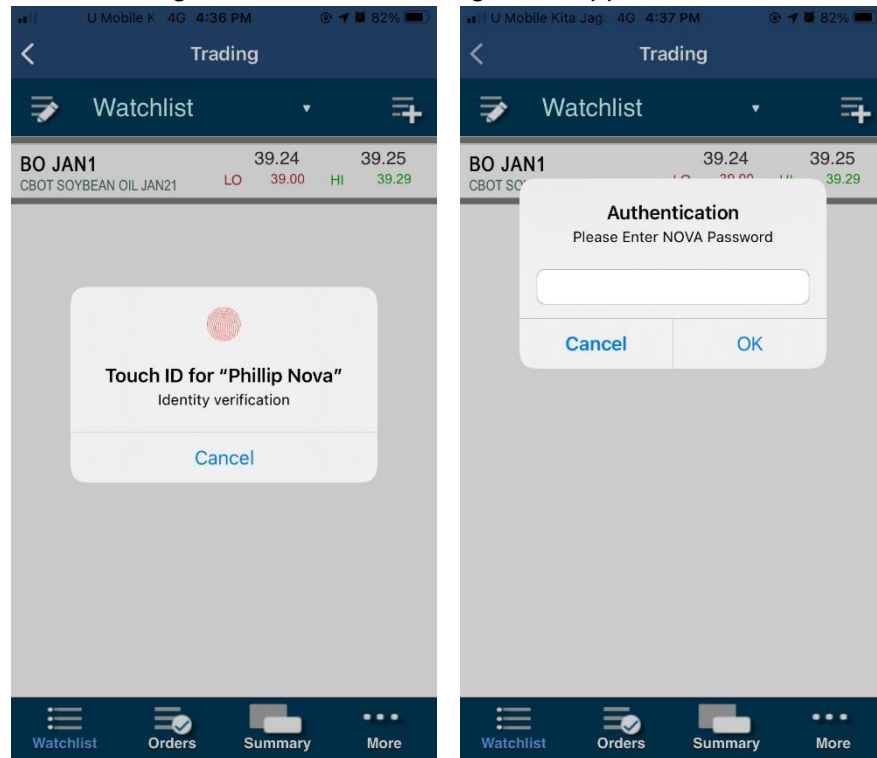 U Mobile K 4G 4:36 PM 82%
Trading
Watchlist
BO JAN1 39.24 39.25
CBOT SOYBEAN OIL JAN21 LO 39.00 HI 39.29
Touch ID for “Phillip Nova”
Identity verification
Cancel
Watchlist Orders Summary More
U Mobile Kita Jag 4G 4:37 PM 82%
Trading
Watchlist
BO JAN1 39.24 39.25
CBOT 39.29
Authentication
Please Enter NOVA Password
Cancel OK
Watchlist Orders Summary More